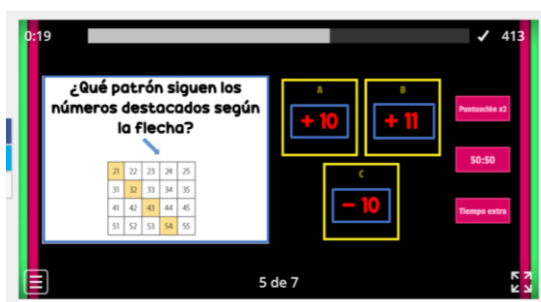 0:19
✓ 413
¿Qué patrón siguen los
números destacados según
la flecha?
21 22 23 24 25
31 32 33 34 35
41 42 43 44 45
51 52 53 54 55
A
+ 10
B
+ 11
C
- 10
Puntuación x2
50:50
Tiempo extra
5 de 7